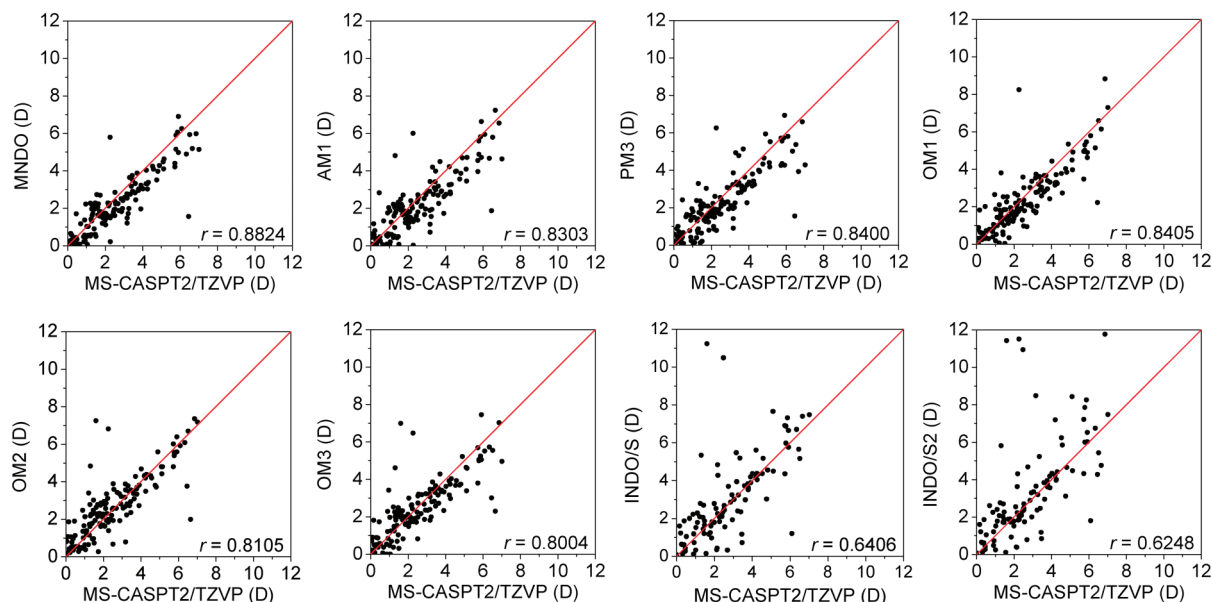 12
10
8
6
4
2
0
MNDO (D)
r = 0.8824
0 2 4 6 8 10 12
MS-CASPT2/TZVP (D)
12
10
8
6
4
2
0
AM1 (D)
r = 0.8303
0 2 4 6 8 10 12
MS-CASPT2/TZVP (D)
12
10
8
6
4
2
0
PM3 (D)
r = 0.8400
0 2 4 6 8 10 12
MS-CASPT2/TZVP (D)
12
10
8
6
4
2
0
OM1 (D)
r = 0.8405
0 2 4 6 8 10 12
MS-CASPT2/TZVP (D)
12
10
8
6
4
2
0
OM2 (D)
r = 0.8105
0 2 4 6 8 10 12
MS-CASPT2/TZVP (D)
12
10
8
6
4
2
0
OM3 (D)
r = 0.8004
0 2 4 6 8 10 12
MS-CASPT2/TZVP (D)
12
10
8
6
4
2
0
INDO/S (D)
r = 0.6406
0 2 4 6 8 10 12
MS-CASPT2/TZVP (D)
12
10
8
6
4
2
0
INDO/S2 (D)
r = 0.6248
0 2 4 6 8 10 12
MS-CASPT2/TZVP (D)